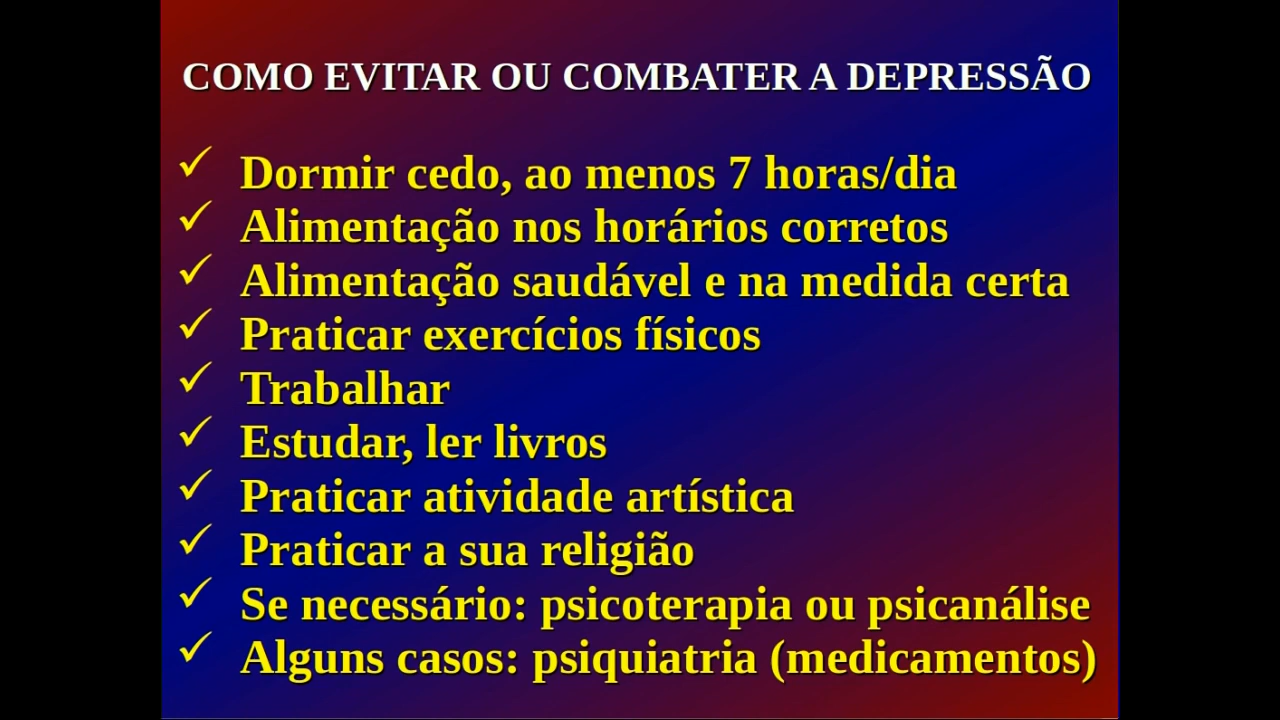 COMO EVITAR OU COMBATER A DEPRESSÃO
✓ Dormir cedo, ao menos 7 horas/dia
✓ Alimentação nos horários corretos
✓ Alimentação saudável e na medida certa
✓ Praticar exercícios físicos
✓ Trabalhar
✓ Estudar, ler livros
✓ Praticar atividade artística
✓ Praticar a sua religião
✓ Se necessário: psicoterapia ou psicanálise
✓ Alguns casos: psiquiatria (medicamentos)